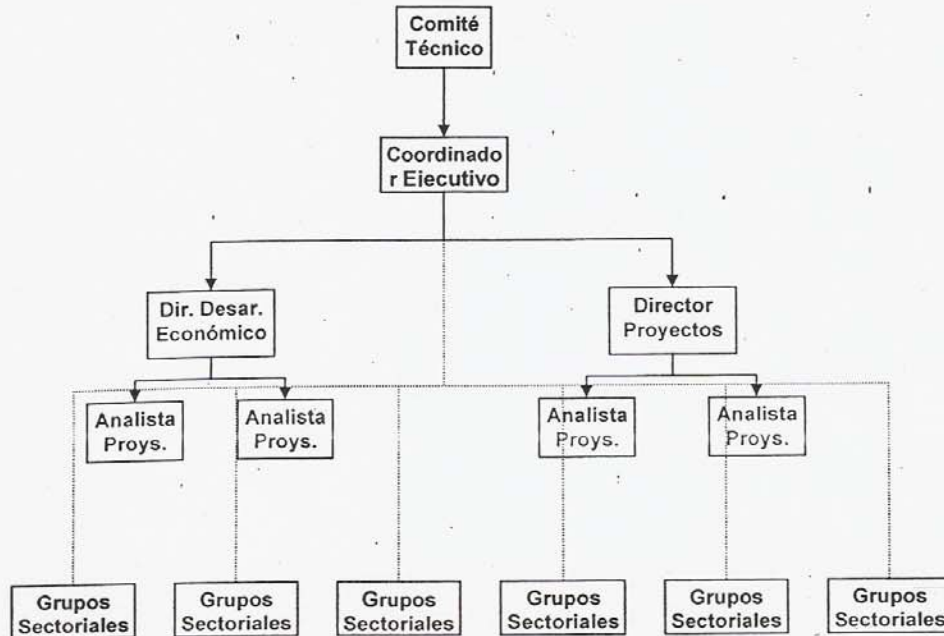 Comité
Técnico
Coordinado
r Ejecutivo
Dir. Desar.
Económico
Director
Proyectos
Analista
Proys.
Analista
Proys.
Analista
Proys.
Analista
Proys.
Grupos
Sectoriales
Grupos
Sectoriales
Grupos
Sectoriales
Grupos
Sectoriales
Grupos
Sectoriales
Grupos
Sectoriales